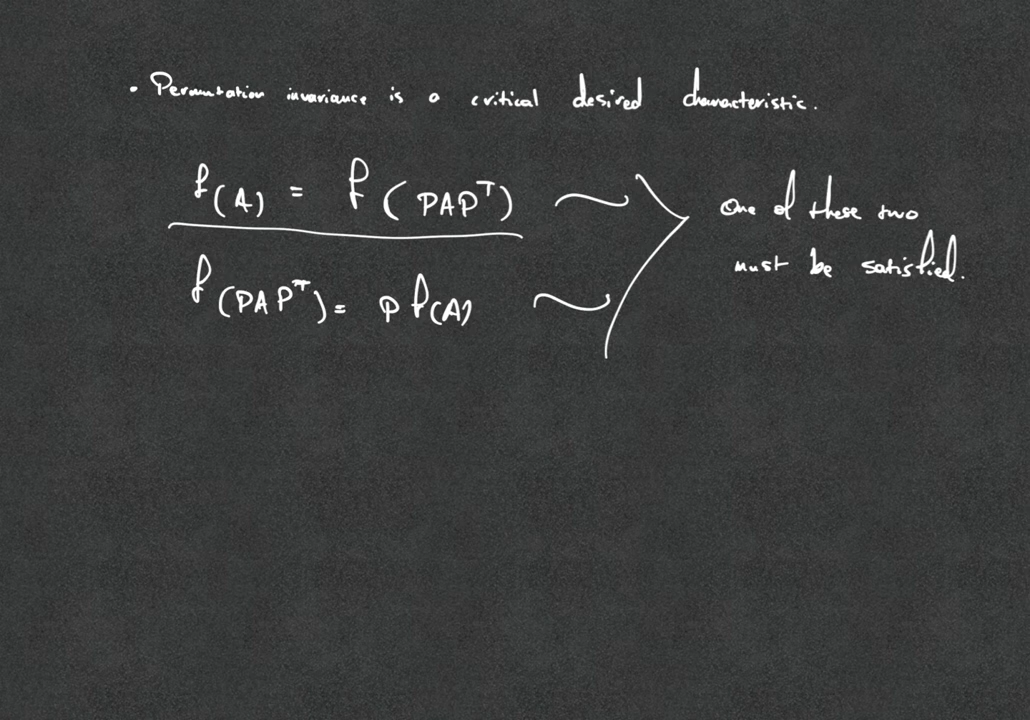 • Permutation invariance is a critical desired characteristic.
f(A) = f(PAPᵀ) ~ One of these two
must be satisfied.
f(PAPᵀ) = P f(A) ~